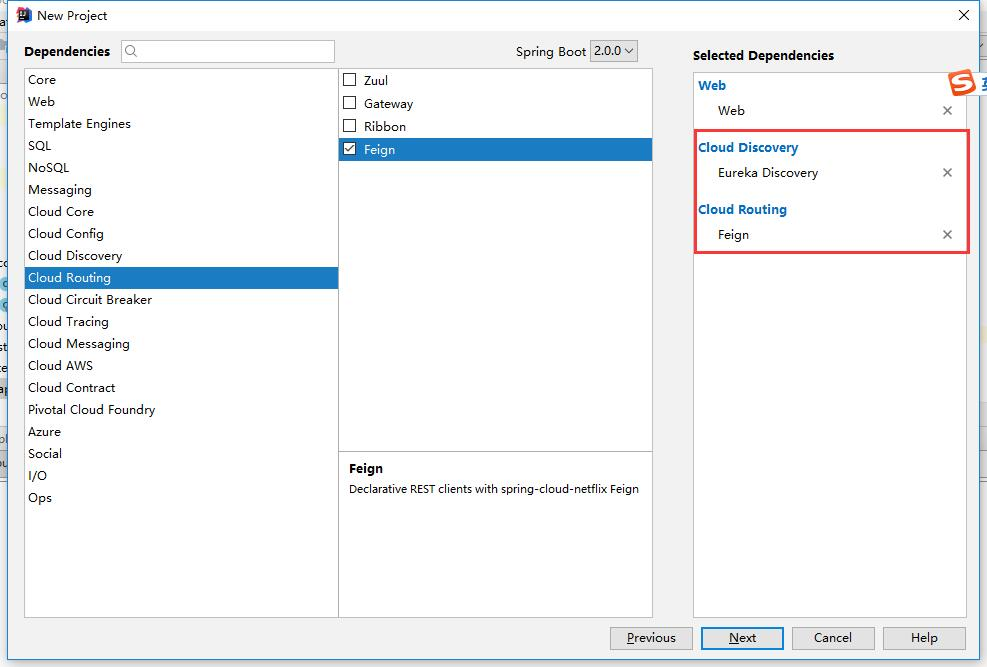 New Project
Dependencies
Spring Boot 2.0.0
Selected Dependencies
Core
Web
Template Engines
SQL
NoSQL
Messaging
Cloud Core
Cloud Config
Cloud Discovery
Cloud Routing
Cloud Circuit Breaker
Cloud Tracing
Cloud Messaging
Cloud AWS
Cloud Contract
Pivotal Cloud Foundry
Azure
Social
I/O
Ops
Zuul
Gateway
Ribbon
Feign
Feign
Declarative REST clients with spring-cloud-netflix Feign
Web
Web
Cloud Discovery
Eureka Discovery
Cloud Routing
Feign
Previous
Next
Cancel
Help